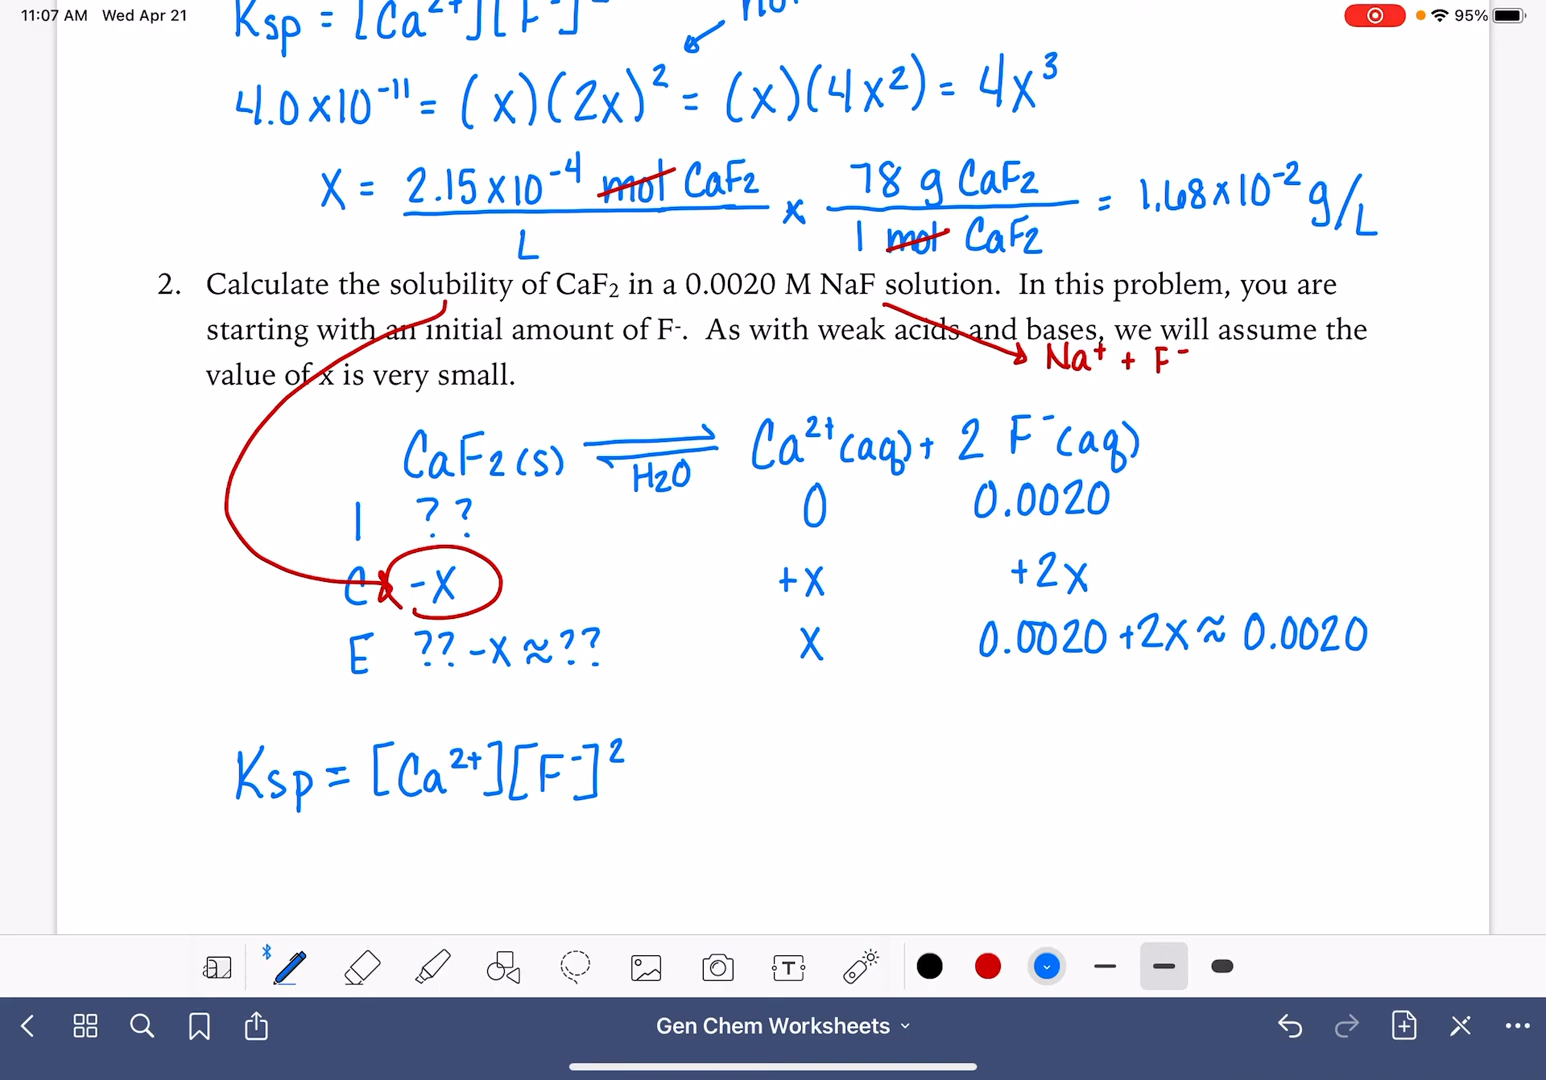 11:07 AM Wed Apr 21 95%
Ksp = [Ca2+][F-]
4.0×10⁻¹¹ = (x)(2x)² = (x)(4x²) = 4x³
X = 2.15×10⁻⁴ mol CaF₂ / L × 78 g CaF₂ / 1 mol CaF₂ = 1.68×10⁻² g/L
2. Calculate the solubility of CaF₂ in a 0.0020 M NaF solution. In this problem, you are
starting with an initial amount of F-. As with weak acids and bases, we will assume the
Na⁺ + F⁻
value of x is very small.
CaF₂(s) ⇌ Ca²⁺(aq) + 2 F⁻(aq)
H₂O
I ?? 0 0.0020
C -X +X +2X
E ??-X≈?? X 0.0020+2X≈ 0.0020
Ksp = [Ca²⁺][F⁻]²
T
Gen Chem Worksheets